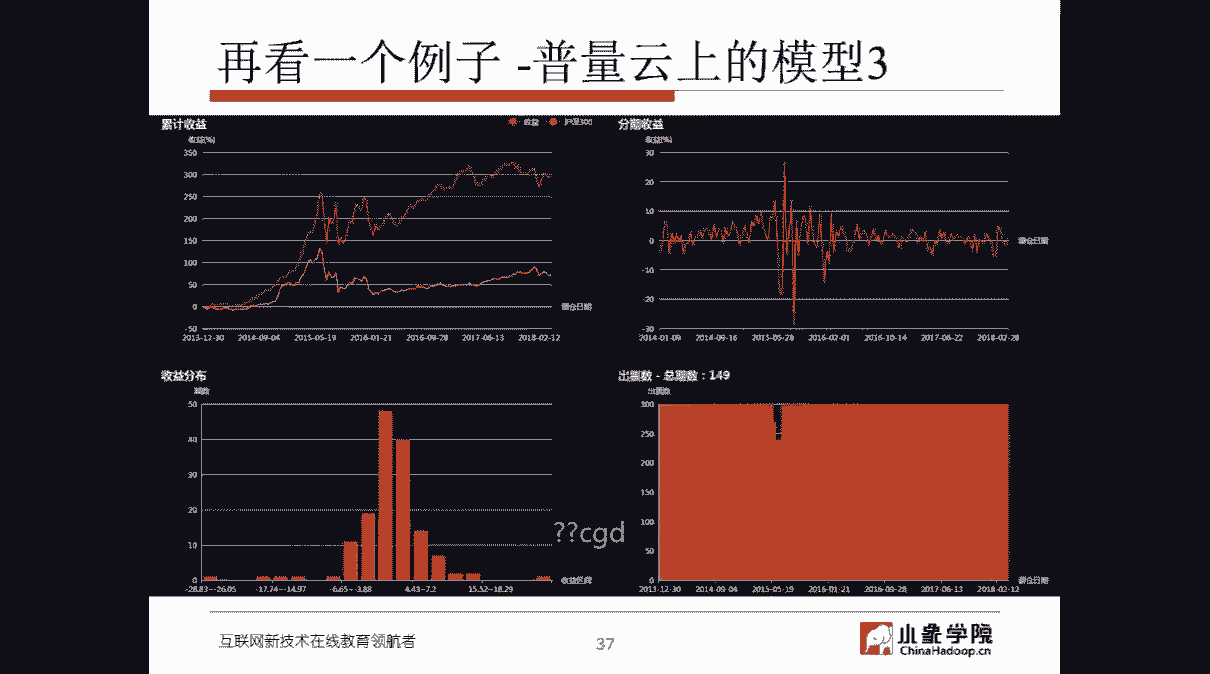 再看一个例子 -普量云上的模型3
累计收益
收益(%)
收益 沪深300
350
300
250
200
150
100
50
0
-50
调仓日期
2013-12-30 2014-09-04 2015-05-19 2016-01-21 2016-09-28 2017-06-13 2018-02-12
分期收益
收益(%)
30
20
10
0
-10
-20
-30
调仓日期
2014-01-09 2014-09-16 2015-05-28 2016-02-01 2016-10-14 2017-06-22 2018-02-28
收益分布
期数
50
40
30
20
10
0
收益区间
-28.83~-26.05 -17.74~-14.97 -6.65~-3.88 4.43~7.2 15.52~18.29
出票数 - 总期数：149
出票数
300
250
200
150
100
50
0
调仓日期
2013-12-30 2014-09-04 2015-05-19 2016-01-21 2016-09-28 2017-06-13 2018-02-12
??cgd
互联网新技术在线教育领航者
37
小象学院
ChinaHadoop.cn